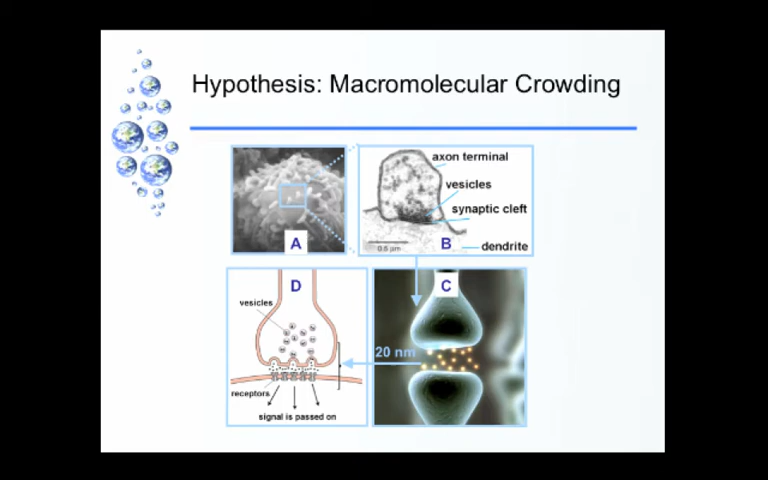 Hypothesis: Macromolecular Crowding
A
axon terminal
vesicles
synaptic cleft
0.5 µm
B
dendrite
D
vesicles
receptors
signal is passed on
C
20 nm